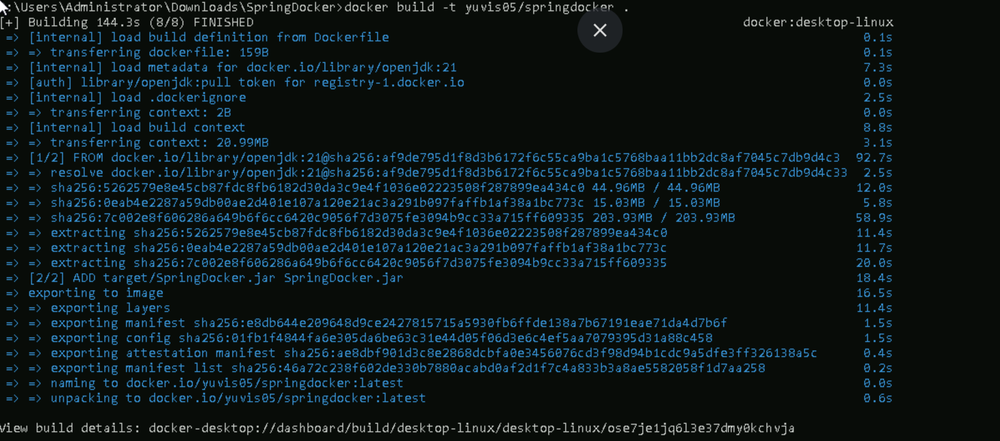 :\Users\Administrator\Downloads\SpringDocker>docker build -t yuvis05/springdocker .
[+] Building 144.3s (8/8) FINISHED docker:desktop-linux
=> [internal] load build definition from Dockerfile 0.1s
=> => transferring dockerfile: 159B 0.1s
=> [internal] load metadata for docker.io/library/openjdk:21 7.3s
=> [auth] library/openjdk:pull token for registry-1.docker.io 0.0s
=> [internal] load .dockerignore 2.5s
=> => transferring context: 2B 0.0s
=> [internal] load build context 8.8s
=> => transferring context: 20.99MB 3.1s
=> [1/2] FROM docker.io/library/openjdk:21@sha256:af9de795d1f8d3b6172f6c55ca9ba1c5768baa11bb2dc8af7045c7db9d4c3 92.7s
=> => resolve docker.io/library/openjdk:21@sha256:af9de795d1f8d3b6172f6c55ca9ba1c5768baa11bb2dc8af7045c7db9d4c33 2.5s
=> => sha256:5262579e8e45cb87fdc8fb6182d30da3c9e4f1036e02223508f287899ea434c0 44.96MB / 44.96MB 12.0s
=> => sha256:0eab4e2287a59db00ae2d401e107a120e21ac3a291b097faffb1af38a1bc773c 15.03MB / 15.03MB 5.8s
=> => sha256:7c002e8f606286a649b6f6cc6420c9056f7d3075fe3094b9cc33a715ff609335 203.93MB / 203.93MB 58.9s
=> => extracting sha256:5262579e8e45cb87fdc8fb6182d30da3c9e4f1036e02223508f287899ea434c0 11.4s
=> => extracting sha256:0eab4e2287a59db00ae2d401e107a120e21ac3a291b097faffb1af38a1bc773c 11.7s
=> => extracting sha256:7c002e8f606286a649b6f6cc6420c9056f7d3075fe3094b9cc33a715ff609335 20.0s
=> [2/2] ADD target/SpringDocker.jar SpringDocker.jar 18.4s
=> exporting to image 16.5s
=> => exporting layers 11.4s
=> => exporting manifest sha256:e8db644e209648d9ce2427815715a5930fb6ffde138a7b67191eae71da4d7b6f 1.5s
=> => exporting config sha256:01fb1f4844fa6e305da6be63c31e44d05f06d3e6c4ef5aa7079395d31a88c458 1.5s
=> => exporting attestation manifest sha256:ae8dbf901d3c8e2868dcbfa0e3456076cd3f98d94b1cdc9a5dfe3ff326138a5c 0.4s
=> => exporting manifest list sha256:46a72c238f602de330b7880acabd0af2d1f7c4a833b3a8ae5582058f1d7aa258 0.2s
=> => naming to docker.io/yuvis05/springdocker:latest 0.0s
=> => unpacking to docker.io/yuvis05/springdocker:latest 0.6s
View build details: docker-desktop://dashboard/build/desktop-linux/desktop-linux/ose7je1jq6l3e37dmy0kchvja